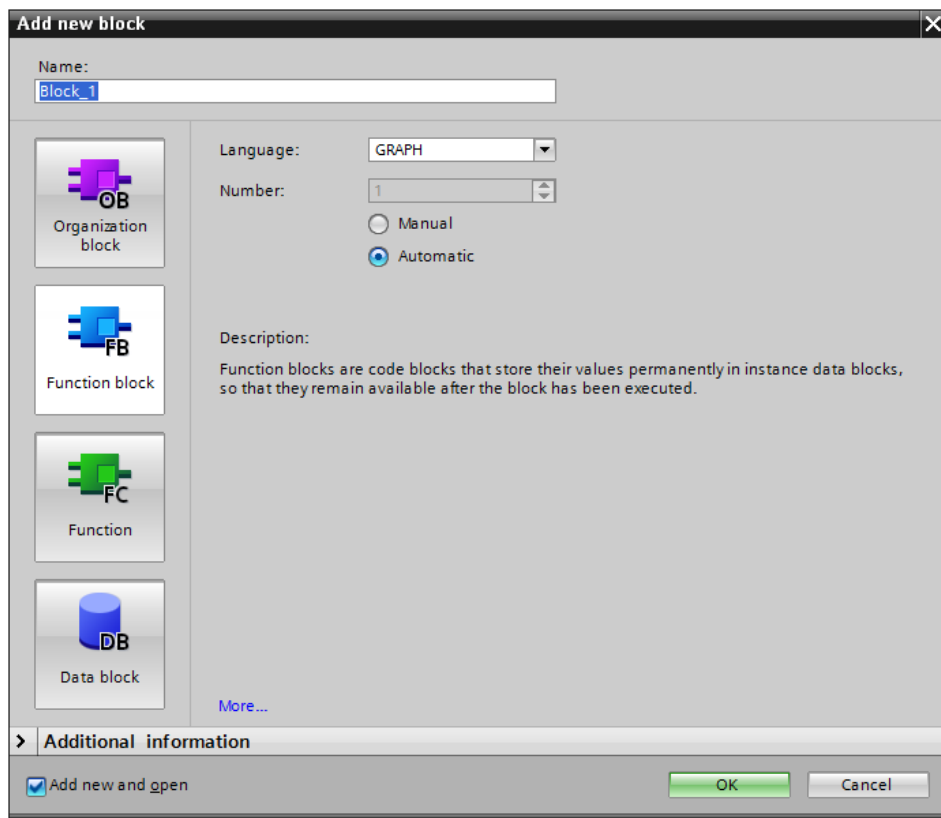 Add new block
Name:
Block_1
OB
Organization
block
FB
Function block
FC
Function
DB
Data block
Language:
GRAPH
Number:
1
Manual
Automatic
Description:
Function blocks are code blocks that store their values permanently in instance data blocks,
so that they remain available after the block has been executed.
More...
Additional information
Add new and open
OK
Cancel